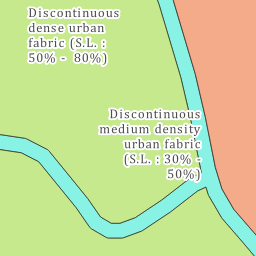 Discontinuous
dense urban
fabric (S.L. :
50% - 80%)
Discontinuous
medium density
urban fabric
(S.L. : 30% -
50%)